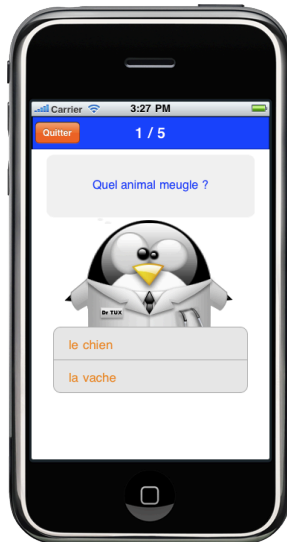 Carrier 3:27 PM
Quitter 1 / 5
Quel animal meugle ?
Dr TUX
le chien
la vache